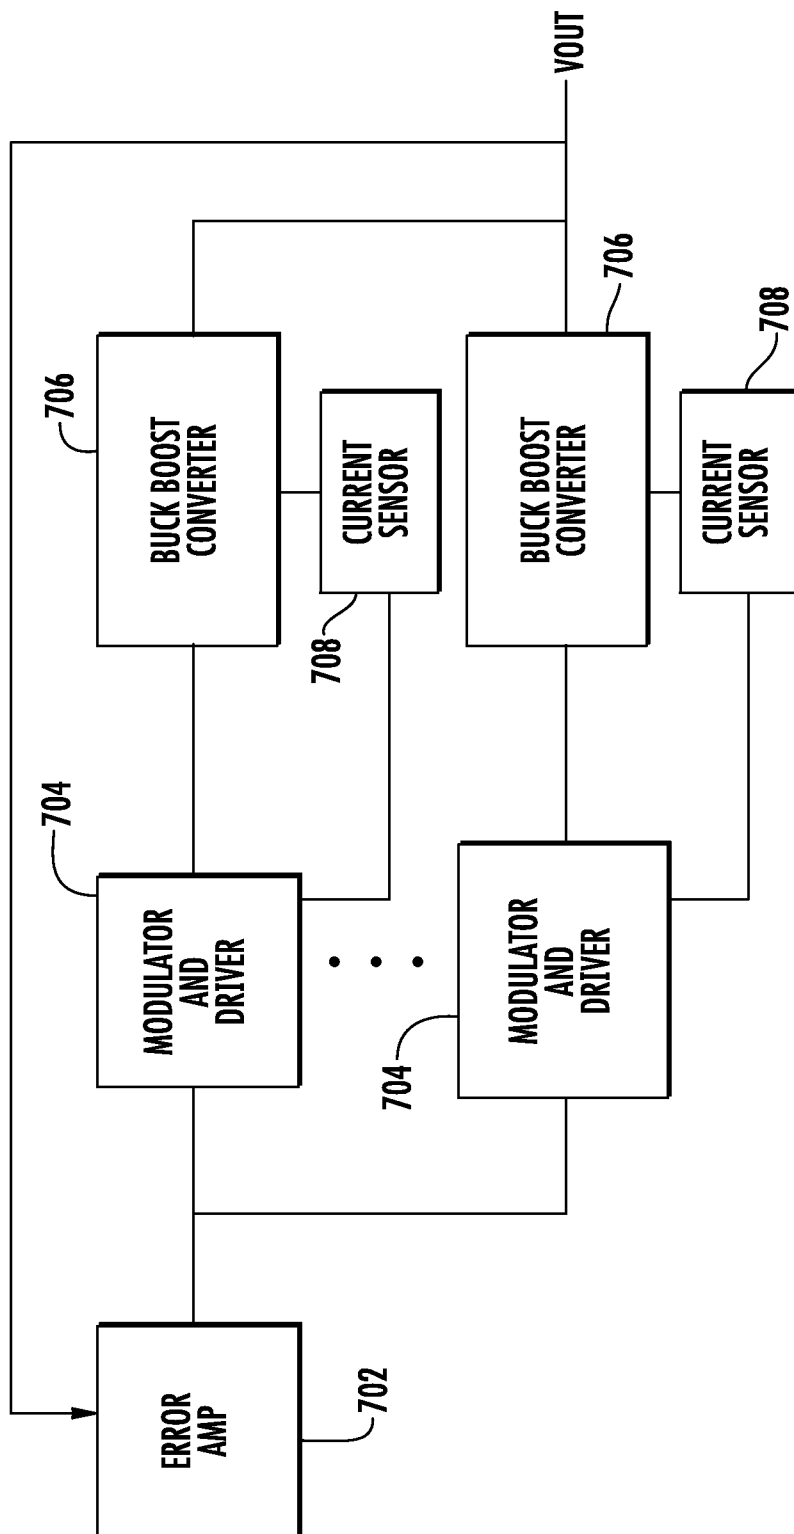 ERROR
AMP
702
704
MODULATOR
AND
DRIVER
706
BUCK BOOST
CONVERTER
708
CURRENT
SENSOR
704
MODULATOR
AND
DRIVER
BUCK BOOST
CONVERTER
706
CURRENT
SENSOR
708
VOUT